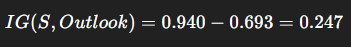 IG(S, Outlook) = 0.940 − 0.693 = 0.247